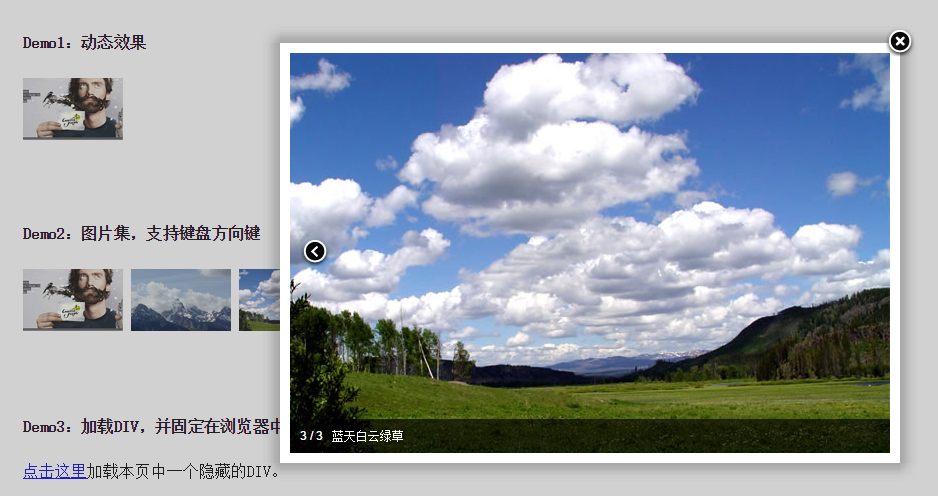 Demo1：动态效果
Demo2：图片集，支持键盘方向键
3 / 3 蓝天白云绿草
Demo3：加载DIV，并固定在浏览器中
点击这里加载本页中一个隐藏的DIV。